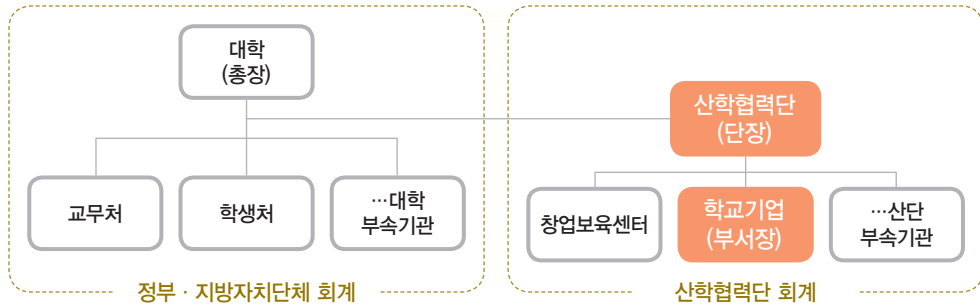 대학
(총장)
교무처
학생처
…대학
부속기관
정부 · 지방자치단체 회계
산학협력단
(단장)
창업보육센터
학교기업
(부서장)
…산단
부속기관
산학협력단 회계